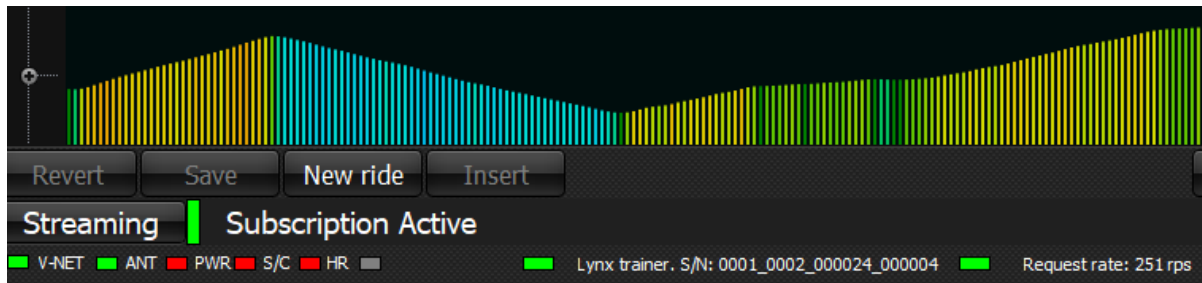 Revert Save New ride Insert
Streaming Subscription Active
V-NET ANT PWR S/C HR Lynx trainer. S/N: 0001_0002_000024_000004 Request rate: 251 rps